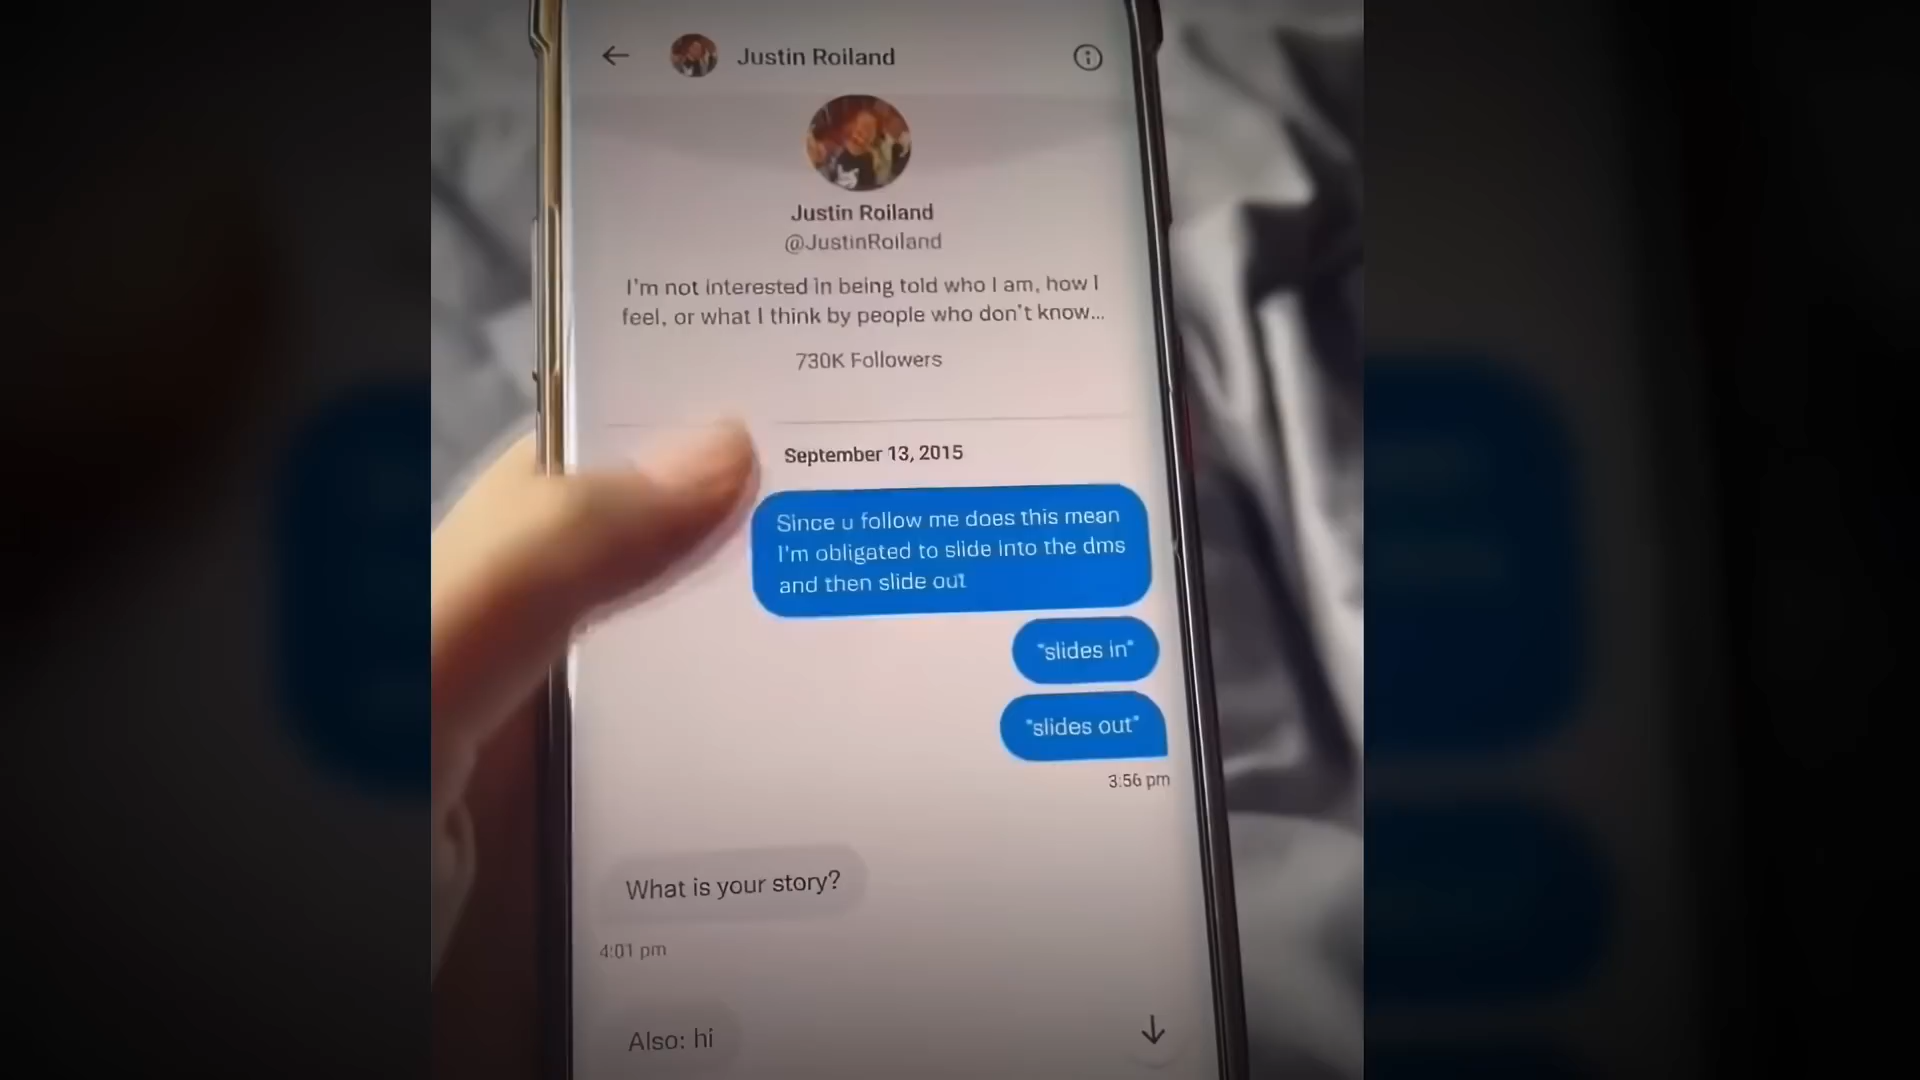 Justin Roiland
Justin Roiland
@JustinRoiland
I'm not interested in being told who I am, how I
feel, or what I think by people who don't know...
730K Followers
September 13, 2015
Since u follow me does this mean
I'm obligated to slide into the dms
and then slide out
*slides in*
*slides out*
3:56 pm
What is your story?
4:01 pm
Also: hi